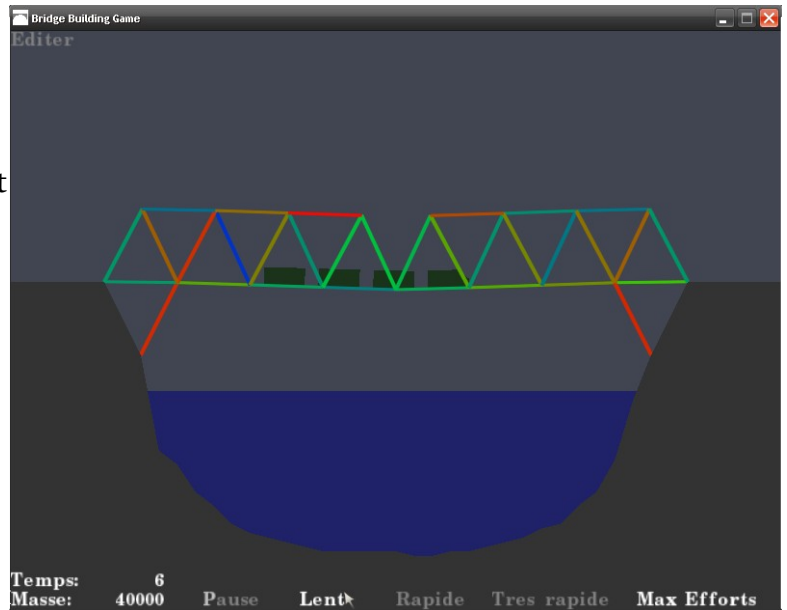 Bridge Building Game
Editer
t
Temps: 6
Masse: 40000 Pause Lent Rapide Tres rapide Max Efforts